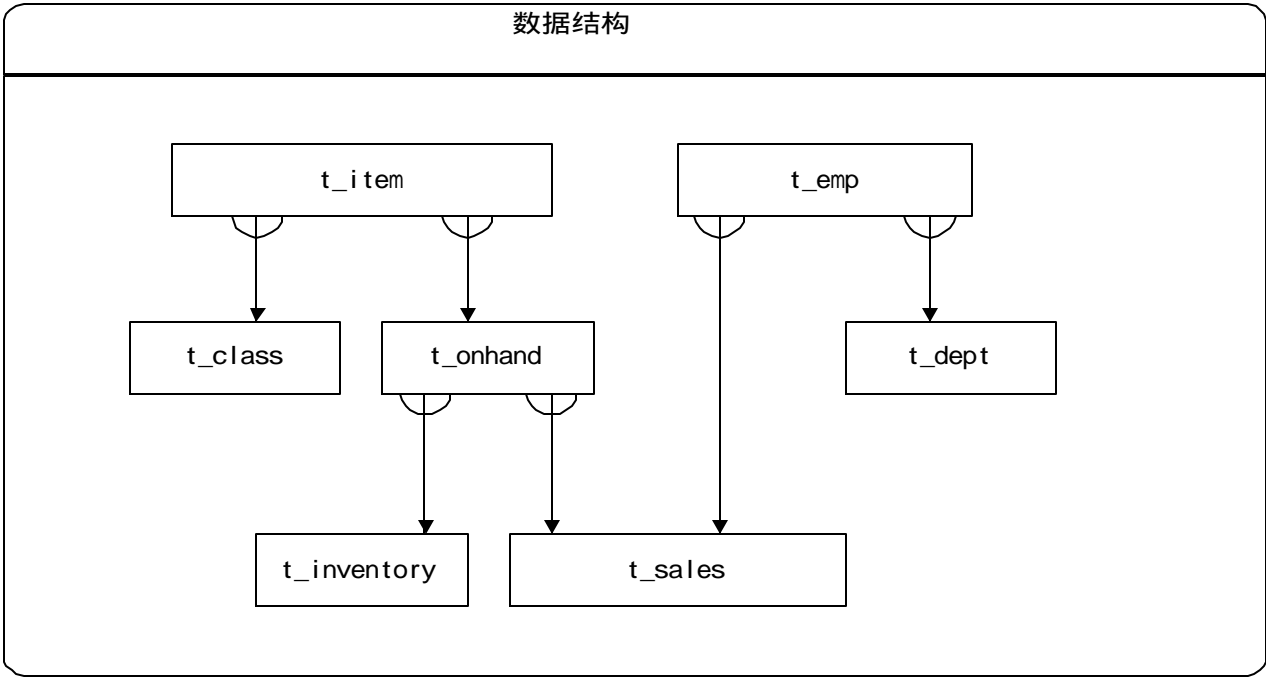 数据结构
t_item
t_emp
t_class
t_onhand
t_dept
t_inventory
t_sales